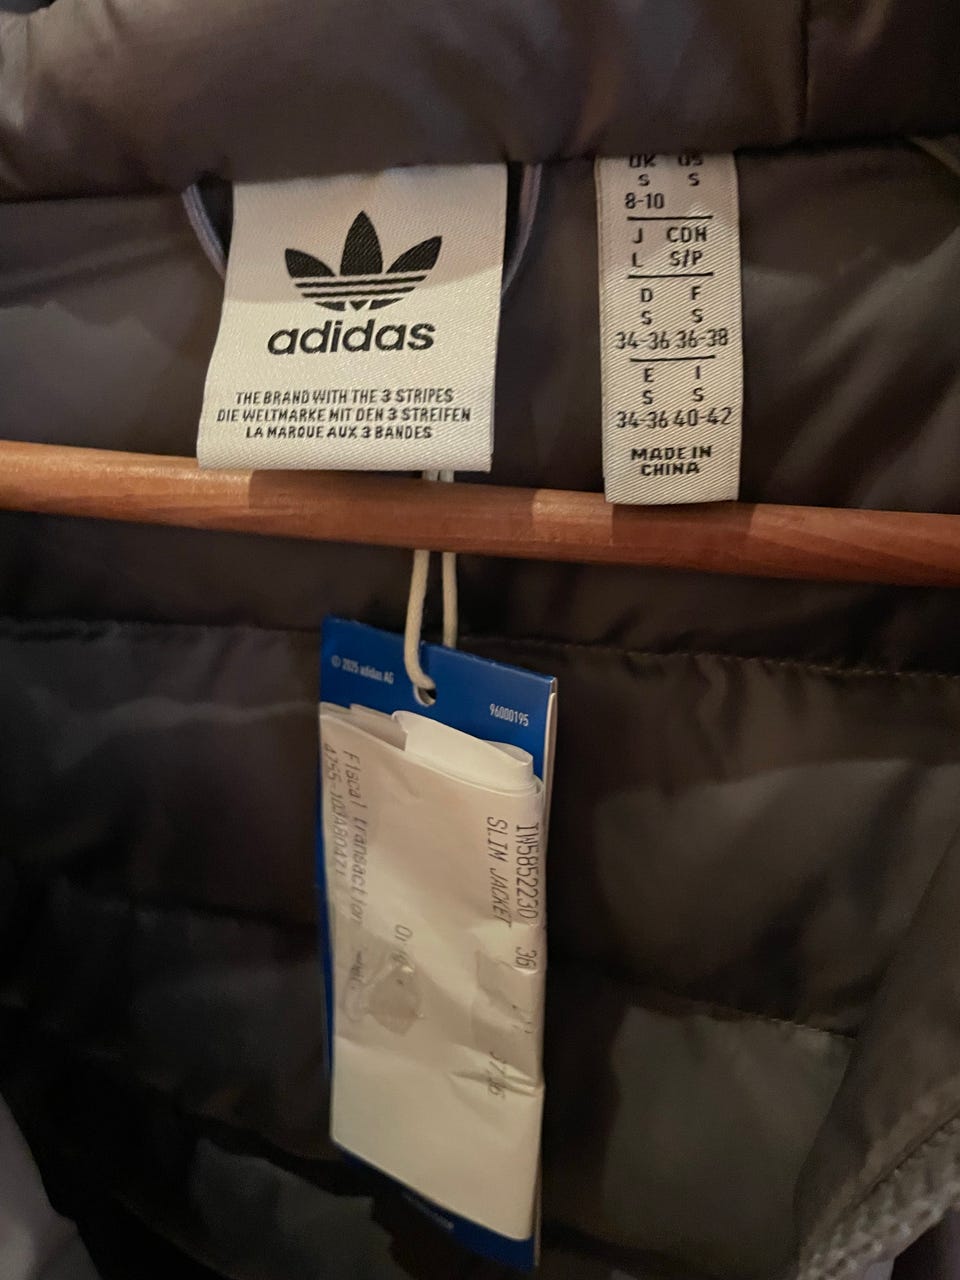 adidas
THE BRAND WITH THE 3 STRIPES
DIE WELTMARKE MIT DEN 3 STREIFEN
LA MARQUE AUX 3 BANDES
UK US
S S
8-10
J CDN
L S/P
D F
S S
34-36 36-38
E I
S S
34-36 40-42
MADE IN
CHINA
© 2025 adidas AG
96000195
IW5852230 36
SLIM JACKET
Fiscal transaction